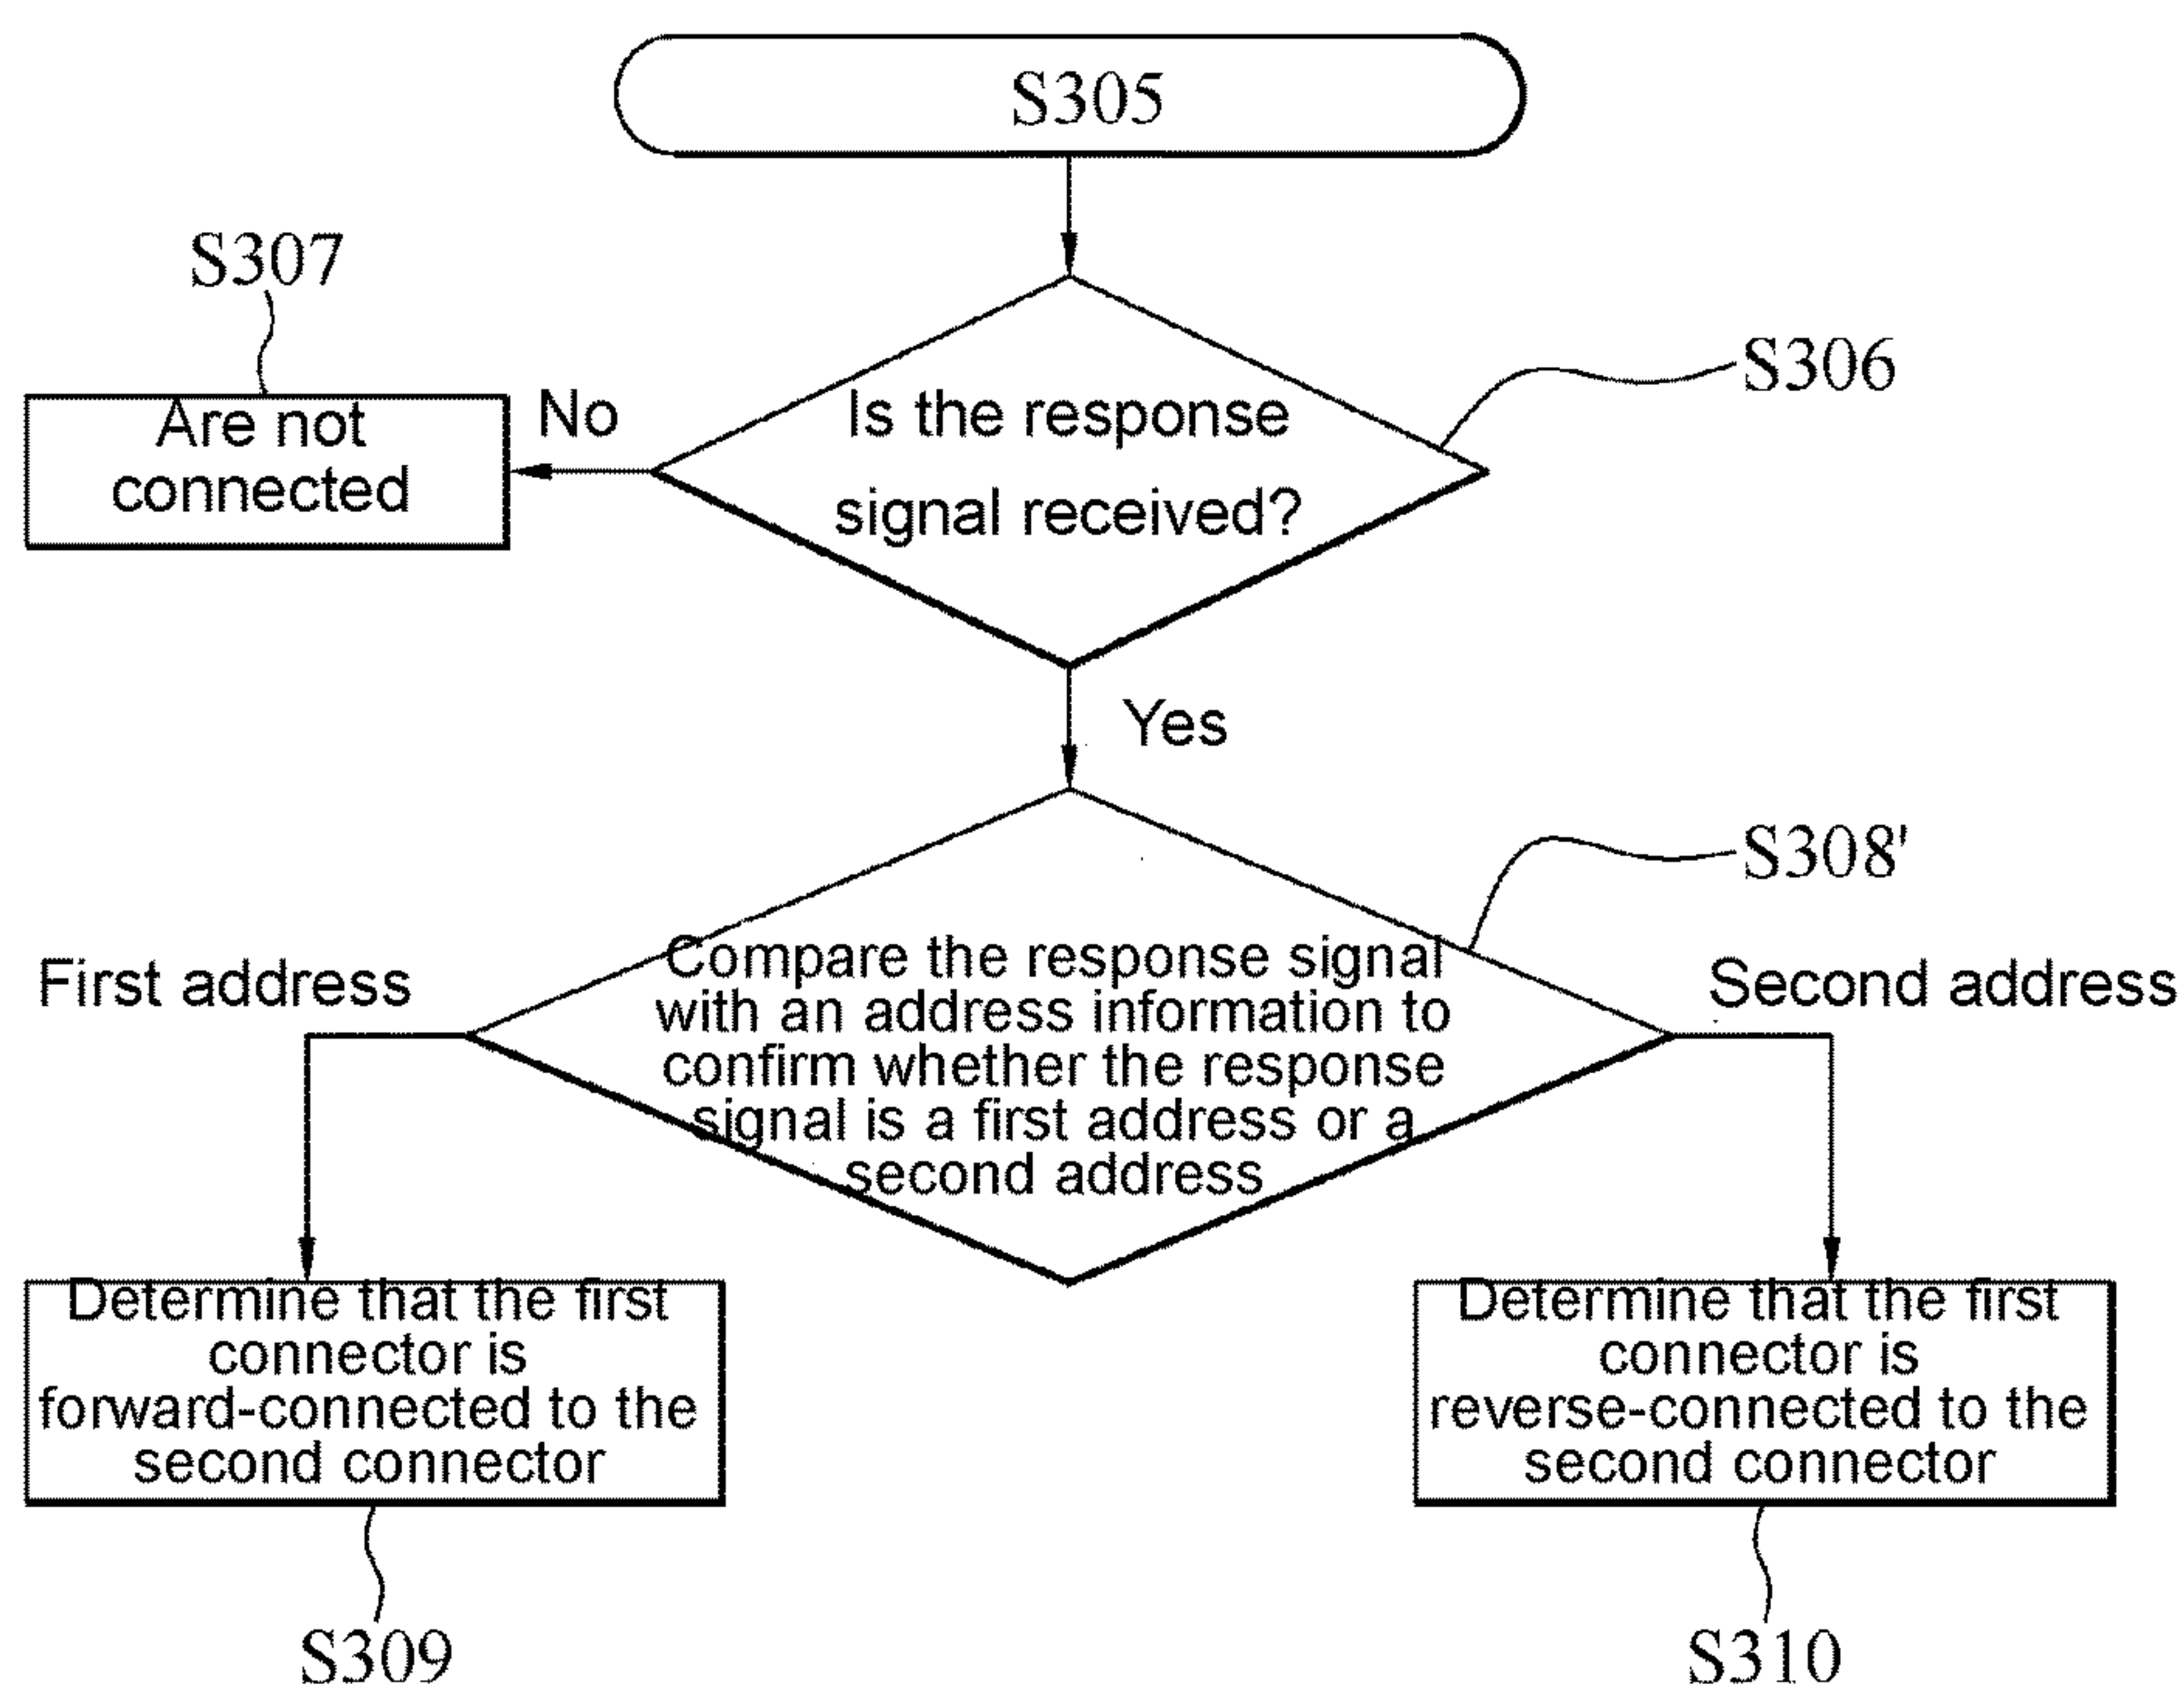 S305
S307
S306
Are not
connected
No
Is the response
signal received?
Yes
S308'
First address
Second address
Compare the response signal
with an address information to
confirm whether the response
signal is a first address or a
second address
Determine that the first
connector is
forward-connected to the
second connector
Determine that the first
connector is
reverse-connected to the
second connector
S309
S310